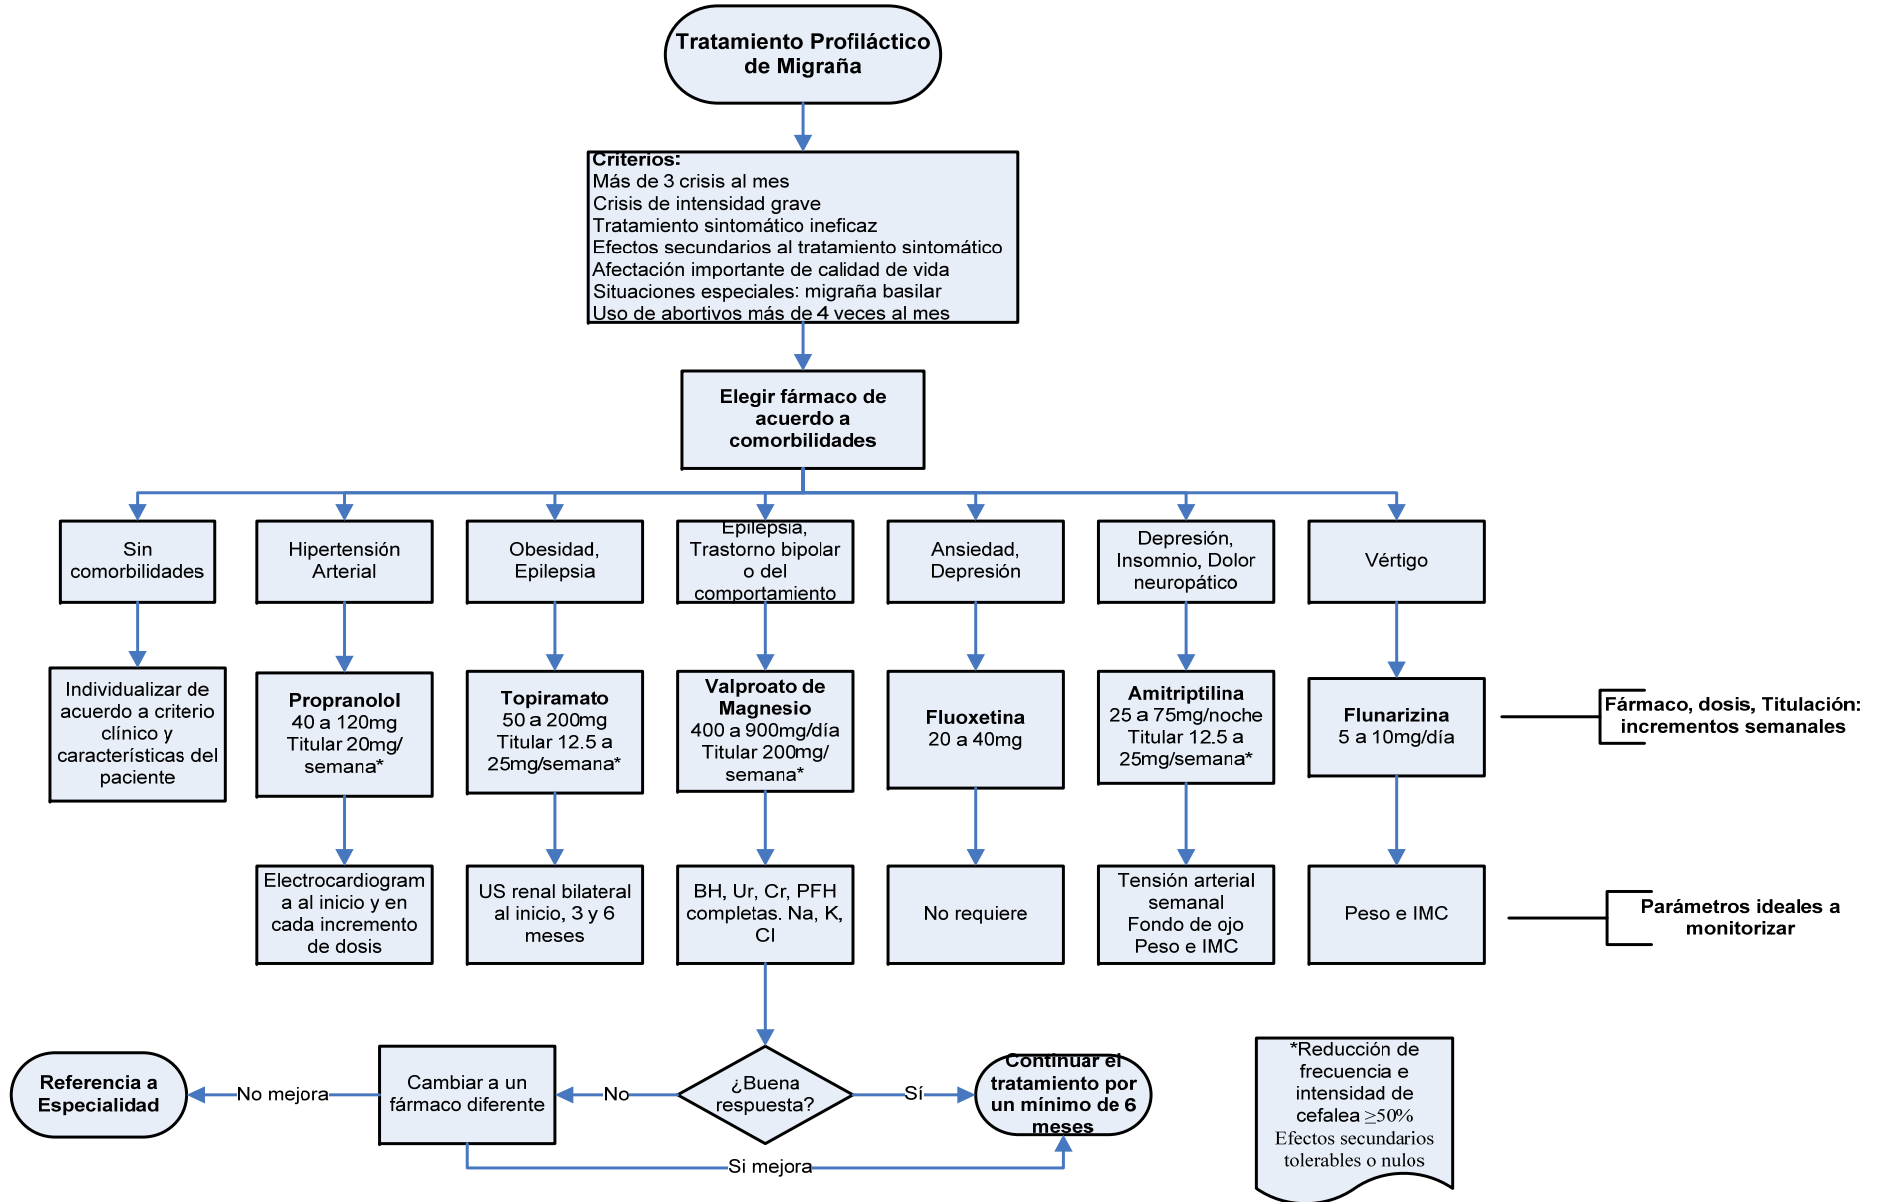 Tratamiento Profiláctico
de Migraña
Criterios:
Más de 3 crisis al mes
Crisis de intensidad grave
Tratamiento sintomático ineficaz
Efectos secundarios al tratamiento sintomático
Afectación importante de calidad de vida
Situaciones especiales: migraña basilar
Uso de abortivos más de 4 veces al mes
Elegir fármaco de
acuerdo a
comorbilidades
Sin
comorbilidades
Hipertensión
Arterial
Obesidad,
Epilepsia
Epilepsia,
Trastorno bipolar
o del
comportamiento
Ansiedad,
Depresión
Depresión,
Insomnio, Dolor
neuropático
Vértigo
Individualizar de
acuerdo a criterio
clínico y
características del
paciente
Propranolol
40 a 120mg
Titular 20mg/
semana*
Topiramato
50 a 200mg
Titular 12.5 a
25mg/semana*
Valproato de
Magnesio
400 a 900mg/día
Titular 200mg/
semana*
Fluoxetina
20 a 40mg
Amitriptilina
25 a 75mg/noche
Titular 12.5 a
25mg/semana*
Flunarizina
5 a 10mg/día
Fármaco, dosis, Titulación:
incrementos semanales
Electrocardiogram
a al inicio y en
cada incremento
de dosis
US renal bilateral
al inicio, 3 y 6
meses
BH, Ur, Cr, PFH
completas. Na, K,
Cl
No requiere
Tensión arterial
semanal
Fondo de ojo
Peso e IMC
Peso e IMC
Parámetros ideales a
monitorizar
Referencia a
Especialidad
No mejora
Cambiar a un
fármaco diferente
No
¿Buena
respuesta?
Sí
Continuar el
tratamiento por
un mínimo de 6
meses
Si mejora
*Reducción de
frecuencia e
intensidad de
cefalea ≥50%
Efectos secundarios
tolerables o nulos